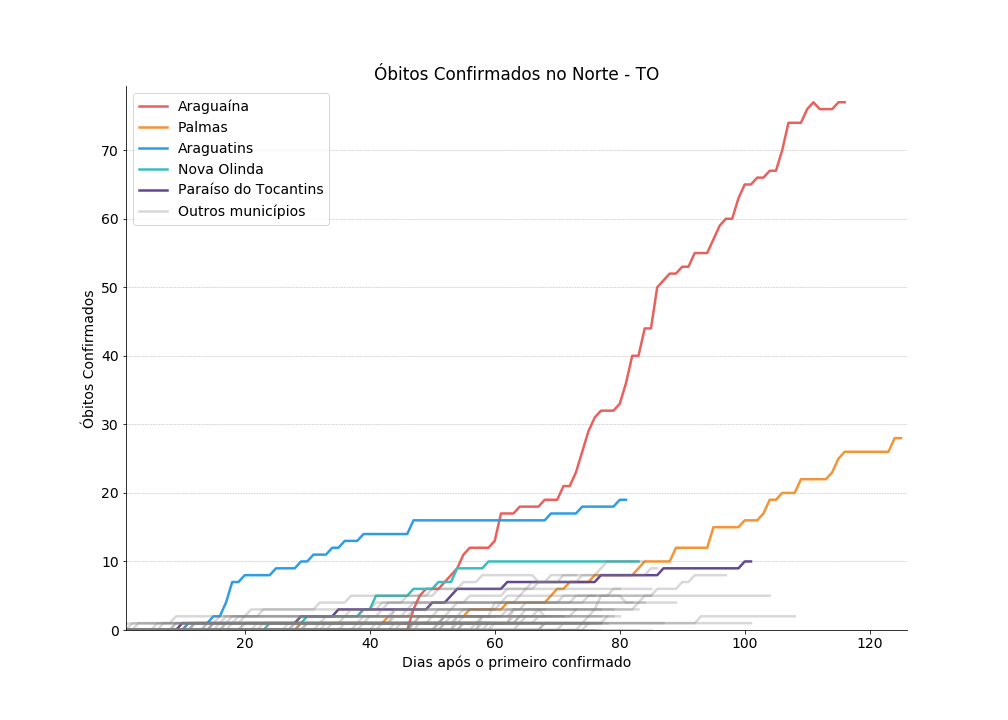 Óbitos Confirmados no Norte - TO
Araguaína
Palmas
Araguatins
Nova Olinda
Paraíso do Tocantins
Outros municípios
Óbitos Confirmados
70
60
50
40
30
20
10
0
20 40 60 80 100 120
Dias após o primeiro confirmado